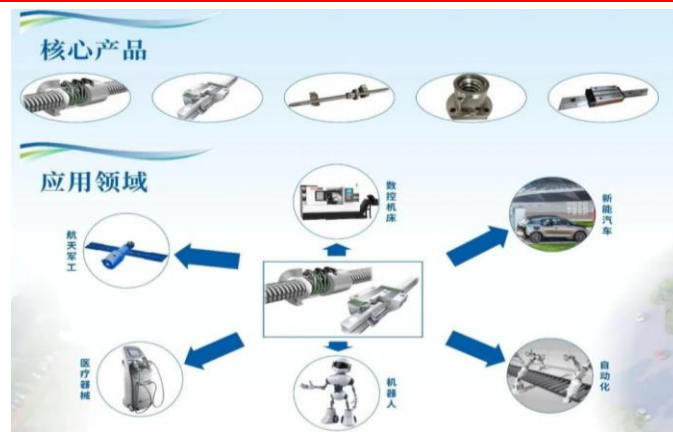 核心产品
应用领域
数控机床
新能汽车
航天军工
医疗器械
机器人
自动化